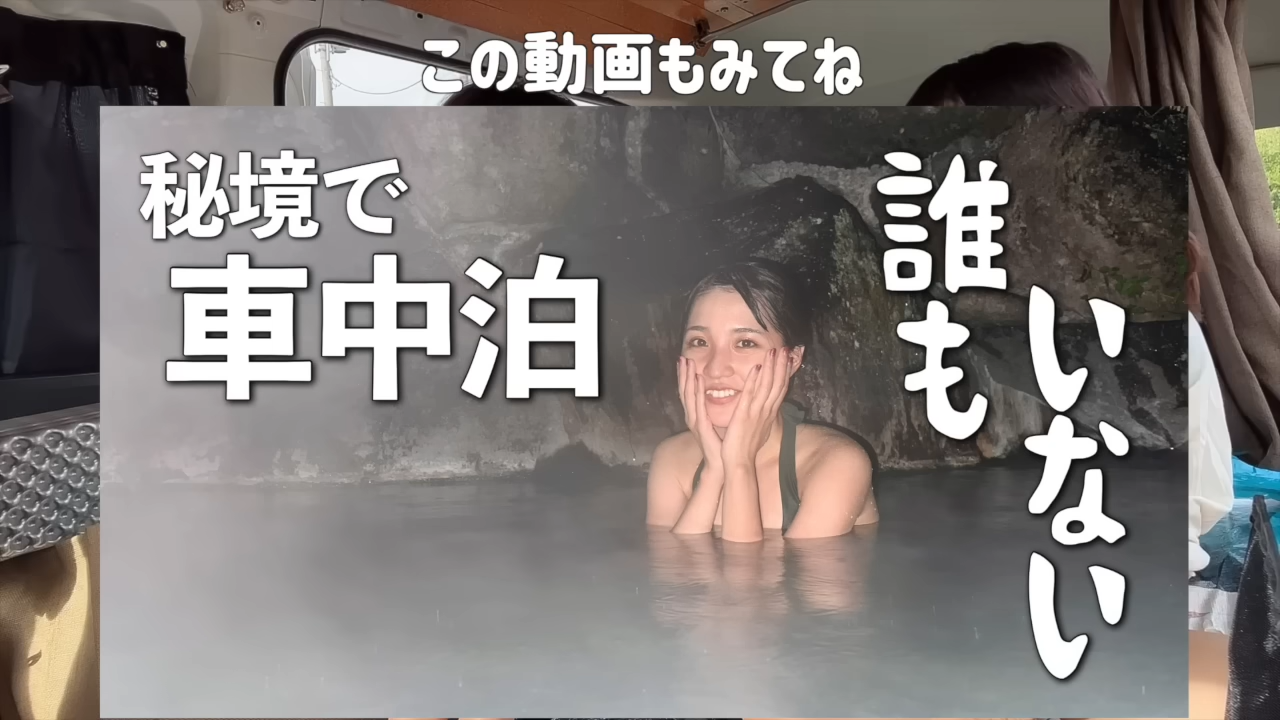 この動画もみてね
秘境で
車中泊
誰も
いない